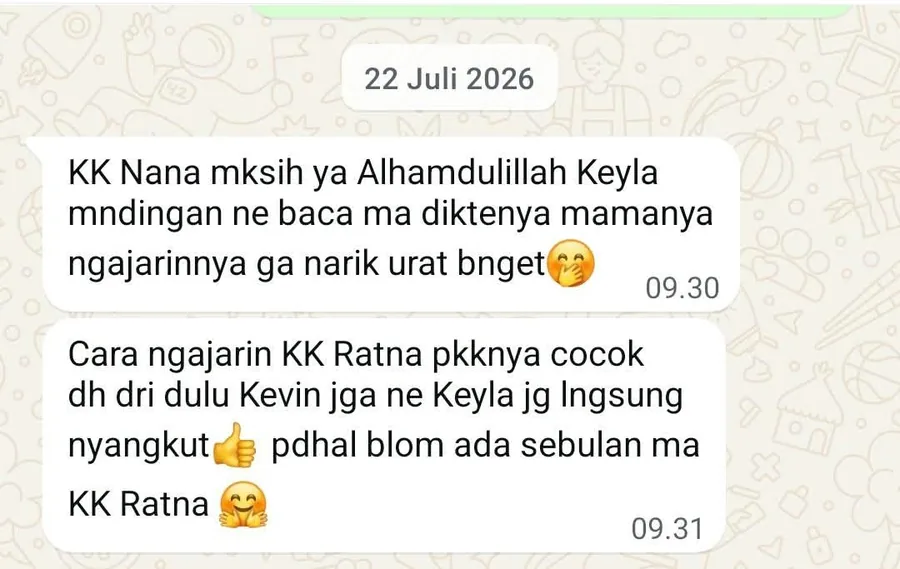 22 Juli 2026
KK Nana mksih ya Alhamdulillah Keyla
mndingan ne baca ma diktenya mamanya
ngajarinnya ga narik urat bnget🤭
09.30
Cara ngajarin KK Ratna pkknya cocok
dh dri dulu Kevin jga ne Keyla jg lngsung
nyangkut👍 pdhal blom ada sebulan ma
KK Ratna 🤗
09.31